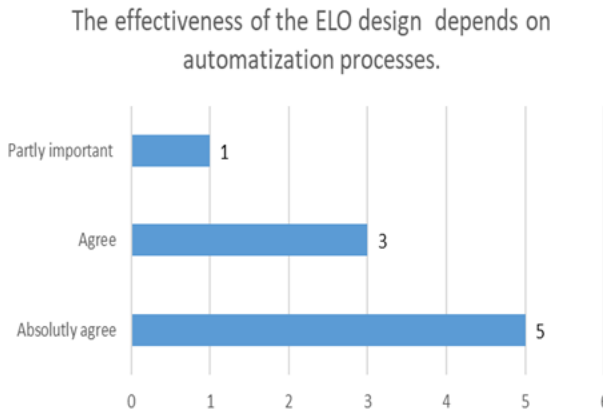 The effectiveness of the ELO design depends on
automatization processes.
Partly important 1
Agree 3
Absolutly agree 5
0 1 2 3 4 5 6